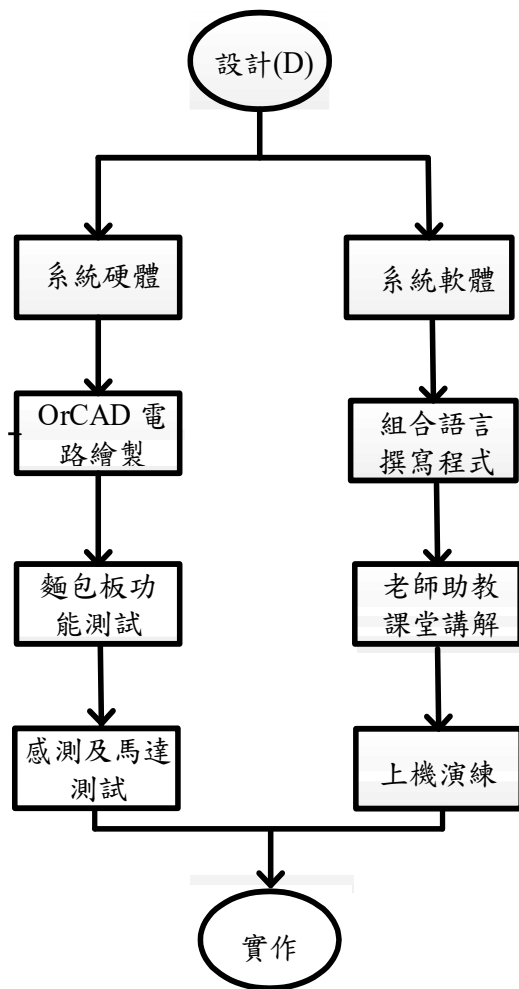 設計(D)
系統硬體
系統軟體
OrCAD 電
路繪製
組合語言
撰寫程式
麵包板功
能測試
老師助教
課堂講解
感測及馬達
測試
上機演練
實作